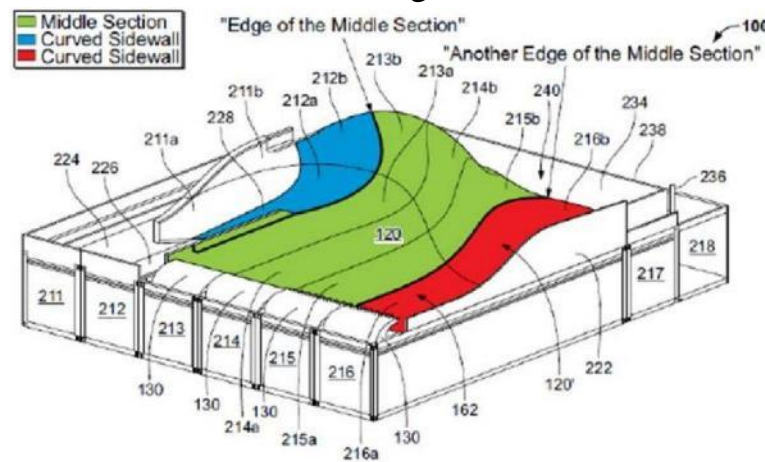 Middle Section
Curved Sidewall
Curved Sidewall
"Edge of the Middle Section"
100
"Another Edge of the Middle Section"
213b
212b
213a
240
211b
212a
214b
234
228
215b
238
211a
216b
224
226
236
120
218
217
211
212
213
214
215
216
222
130
130
130
162
120'
130
214a
215a
216a